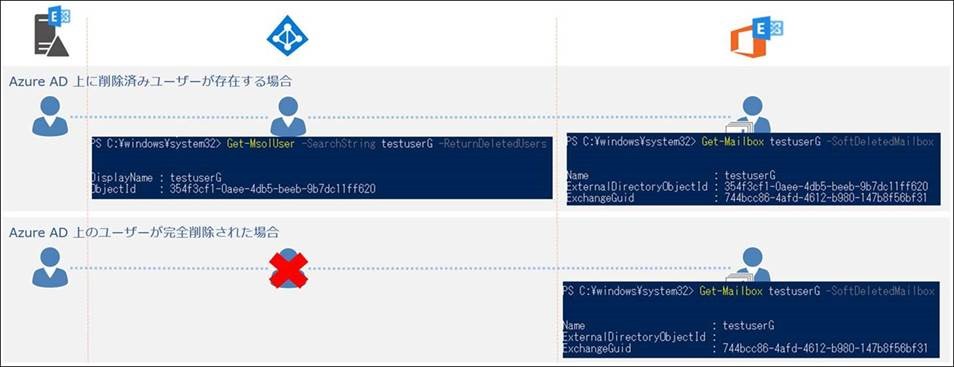 Azure AD 上に削除済みユーザーが存在する場合
PS C:¥windows¥system32> Get-MsolUser -SearchString testuserG -ReturnDeletedUsers
DisplayName : testuserG
ObjectId : 354f3cf1-0aee-4db5-beeb-9b7dc11ff620
PS C:¥windows¥system32> Get-Mailbox testuserG -SoftDeletedMailbox
Name : testuserG
ExternalDirectoryObjectId : 354f3cf1-0aee-4db5-beeb-9b7dc11ff620
ExchangeGuid : 744bcc86-4afd-4612-b980-147b8f56bf31
Azure AD 上のユーザーが完全削除された場合
PS C:¥windows¥system32> Get-Mailbox testuserG -SoftDeletedMailbox
Name : testuserG
ExternalDirectoryObjectId :
ExchangeGuid : 744bcc86-4afd-4612-b980-147b8f56bf31